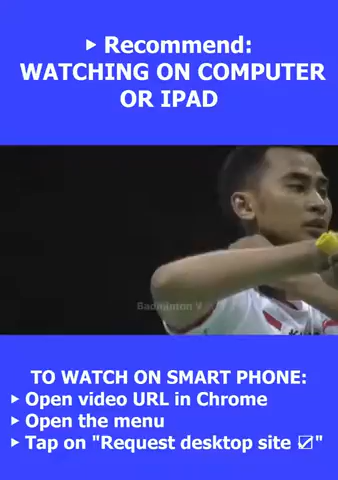 ▶ Recommend:
WATCHING ON COMPUTER
OR IPAD
Badminton V
TO WATCH ON SMART PHONE:
▶ Open video URL in Chrome
▶ Open the menu
▶ Tap on "Request desktop site ☑"